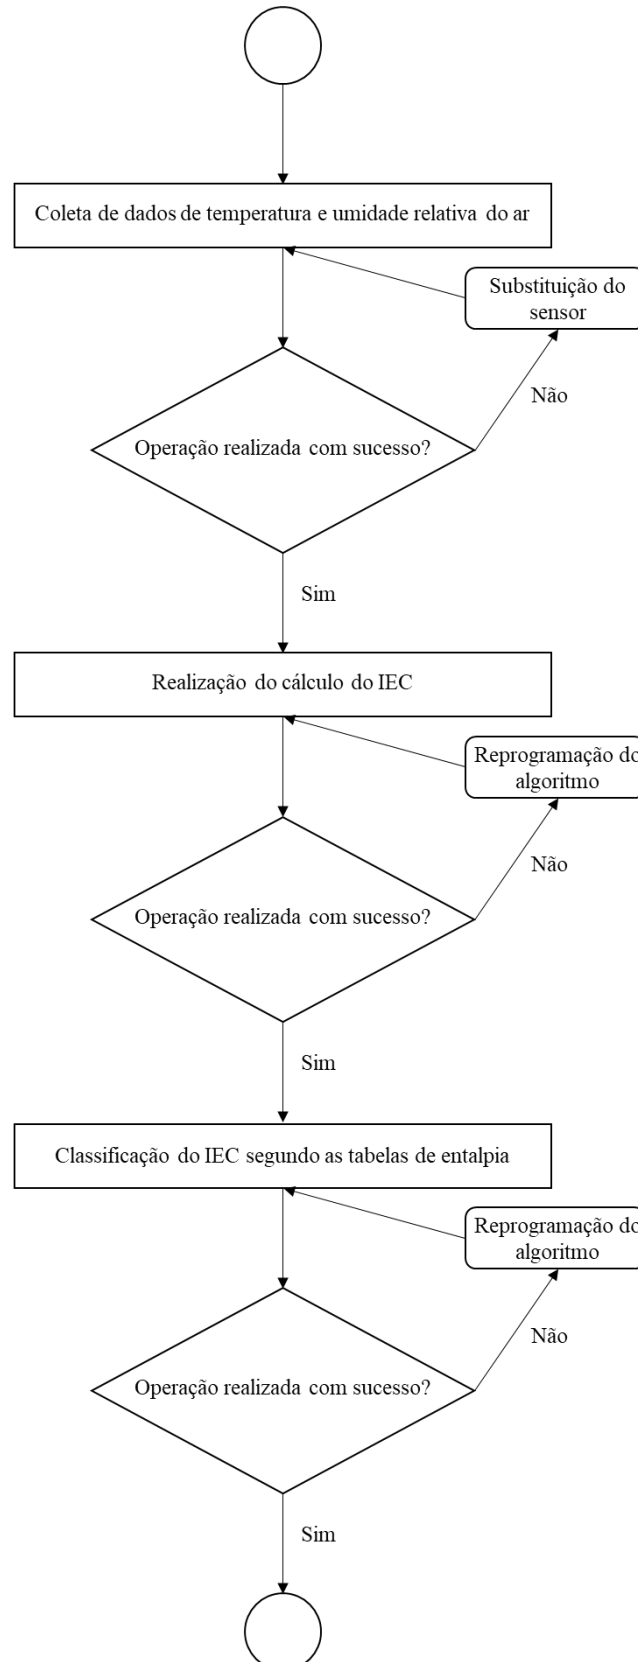 Coleta de dados de temperatura e umidade relativa do ar
Substituição do
sensor
Não
Operação realizada com sucesso?
Sim
Realização do cálculo do IEC
Reprogramação do
algoritmo
Não
Operação realizada com sucesso?
Sim
Classificação do IEC segundo as tabelas de entalpia
Reprogramação do
algoritmo
Não
Operação realizada com sucesso?
Sim